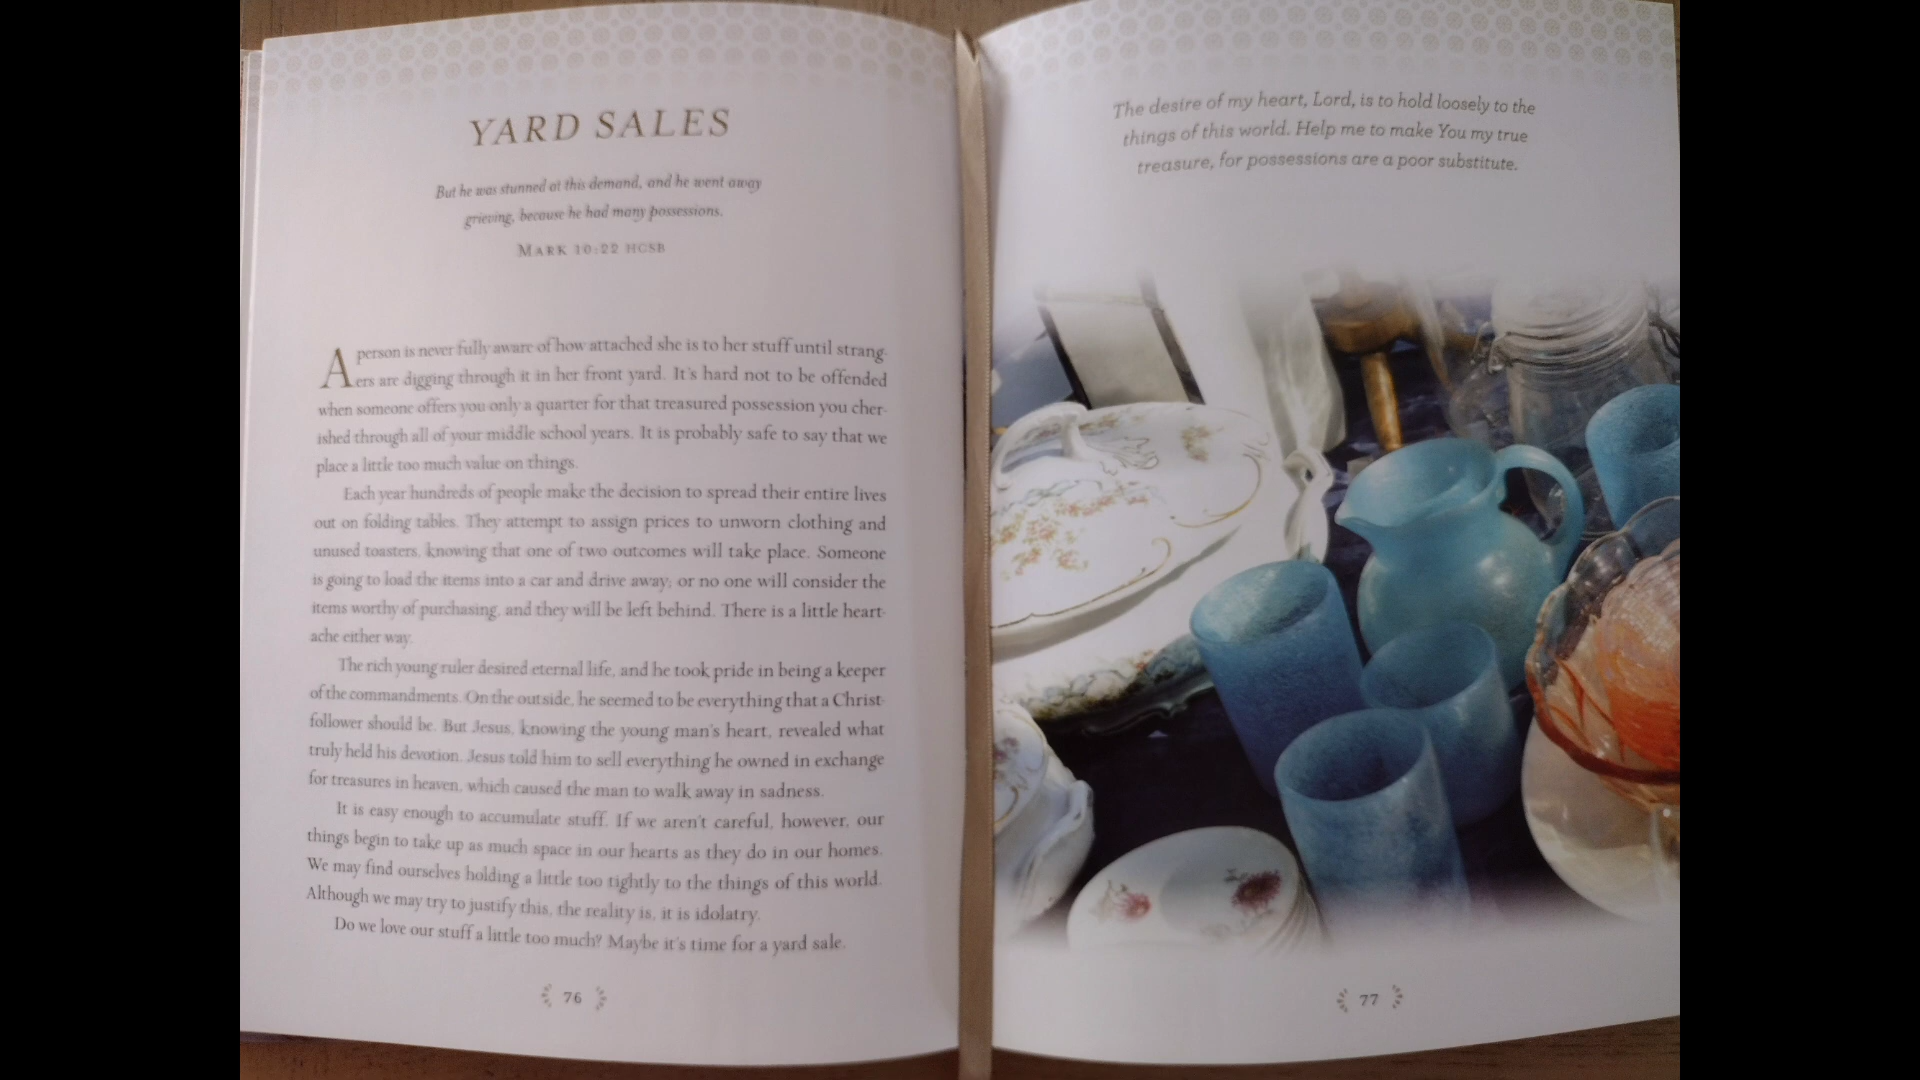 YARD SALES
But he was stunned at this demand, and he went away
grieving, because he had many possessions.
MARK 10:22 HCSB
A person is never fully aware of how attached she is to her stuff until strang-
ers are digging through it in her front yard. It's hard not to be offended
when someone offers you only a quarter for that treasured possession you cher-
ished through all of your middle school years. It is probably safe to say that we
place a little too much value on things.
Each year hundreds of people make the decision to spread their entire lives
out on folding tables. They attempt to assign prices to unworn clothing and
unused toasters, knowing that one of two outcomes will take place. Someone
is going to load the items into a car and drive away; or no one will consider the
items worthy of purchasing, and they will be left behind. There is a little heart-
ache either way.
The rich young ruler desired eternal life, and he took pride in being a keeper
of the commandments. On the outside, he seemed to be everything that a Christ-
follower should be. But Jesus, knowing the young man's heart, revealed what
truly held his devotion. Jesus told him to sell everything he owned in exchange
for treasures in heaven, which caused the man to walk away in sadness.
It is easy enough to accumulate stuff. If we aren't careful, however, our
things begin to take up as much space in our hearts as they do in our homes.
We may find ourselves holding a little too tightly to the things of this world.
Although we may try to justify this, the reality is, it is idolatry.
Do we love our stuff a little too much? Maybe it's time for a yard sale.
76
The desire of my heart, Lord, is to hold loosely to the
things of this world. Help me to make You my true
treasure, for possessions are a poor substitute.
77